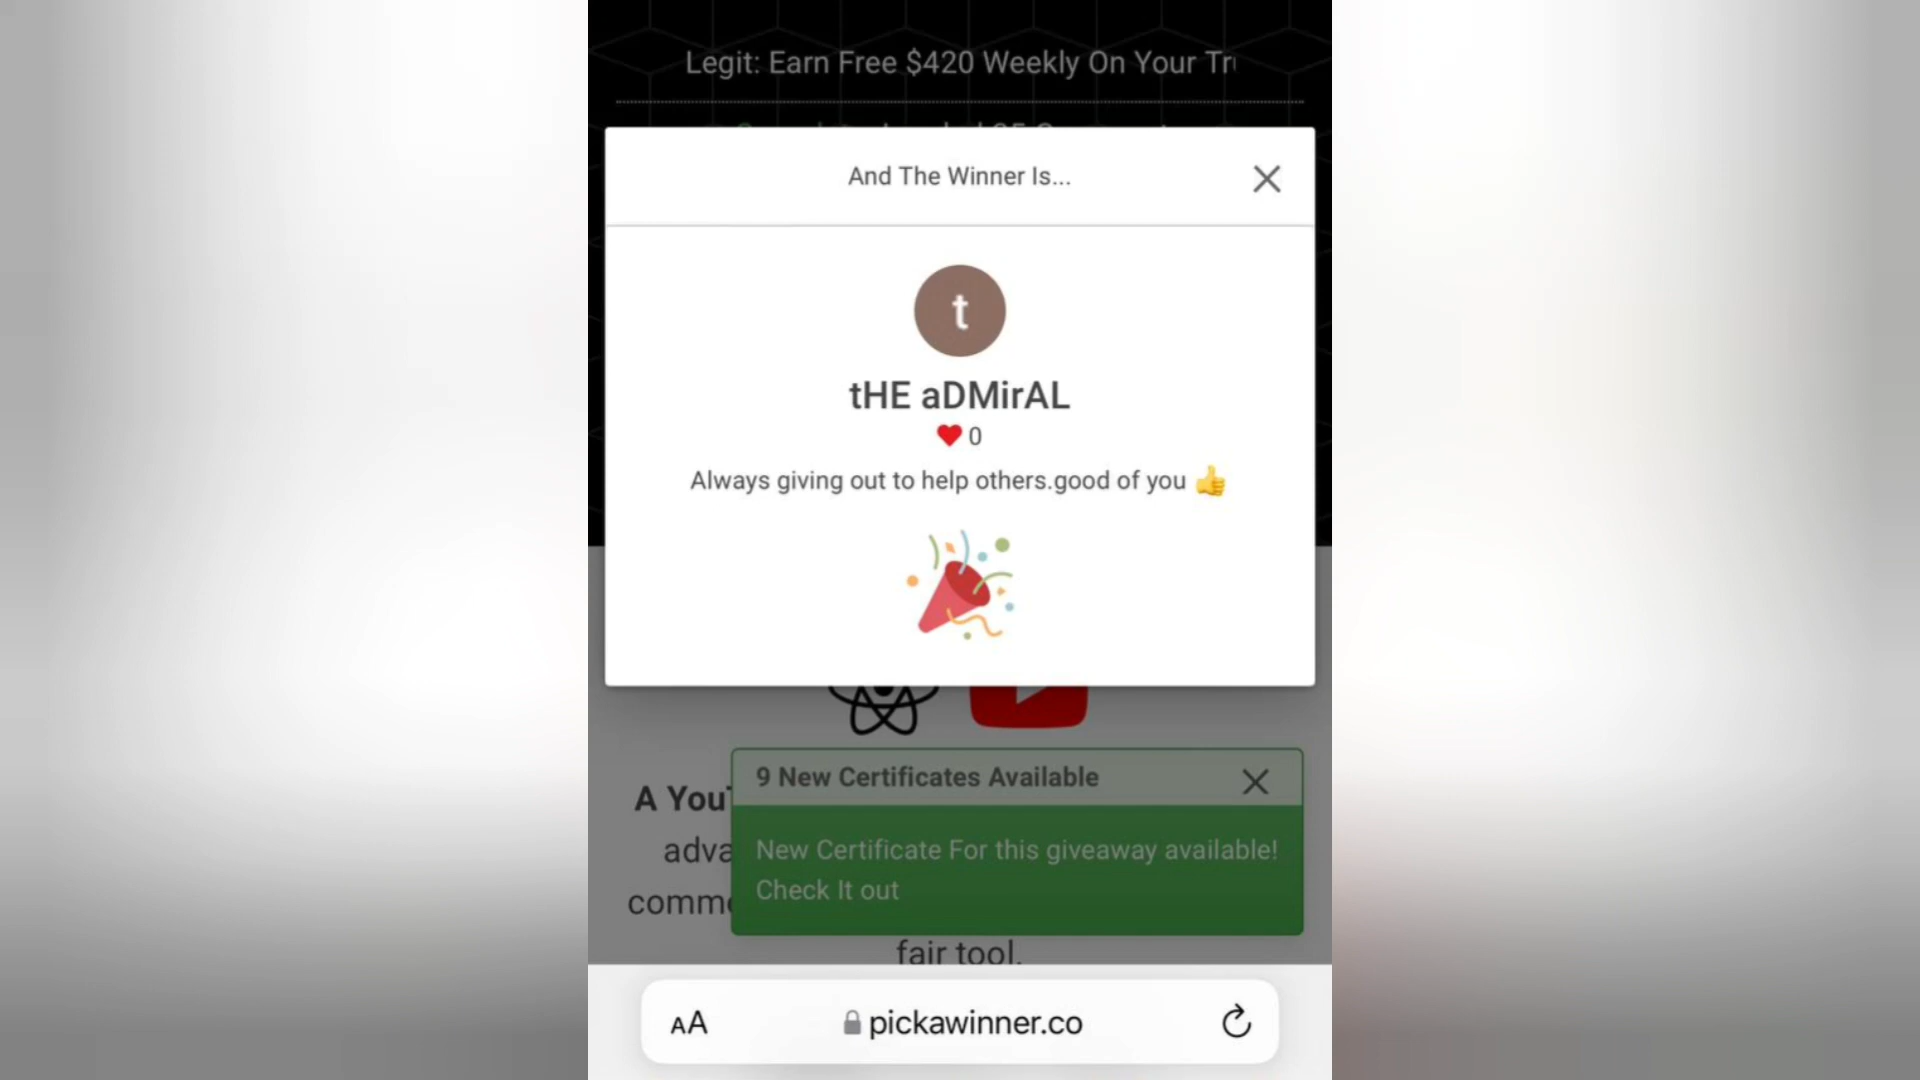 Legit: Earn Free $420 Weekly On Your Tr
And The Winner Is...
t
tHE aDMirAL
0
Always giving out to help others.good of you 👍
9 New Certificates Available
A You
adva
New Certificate For this giveaway available!
Check It out
comme
fair tool.
AA
pickawinner.co